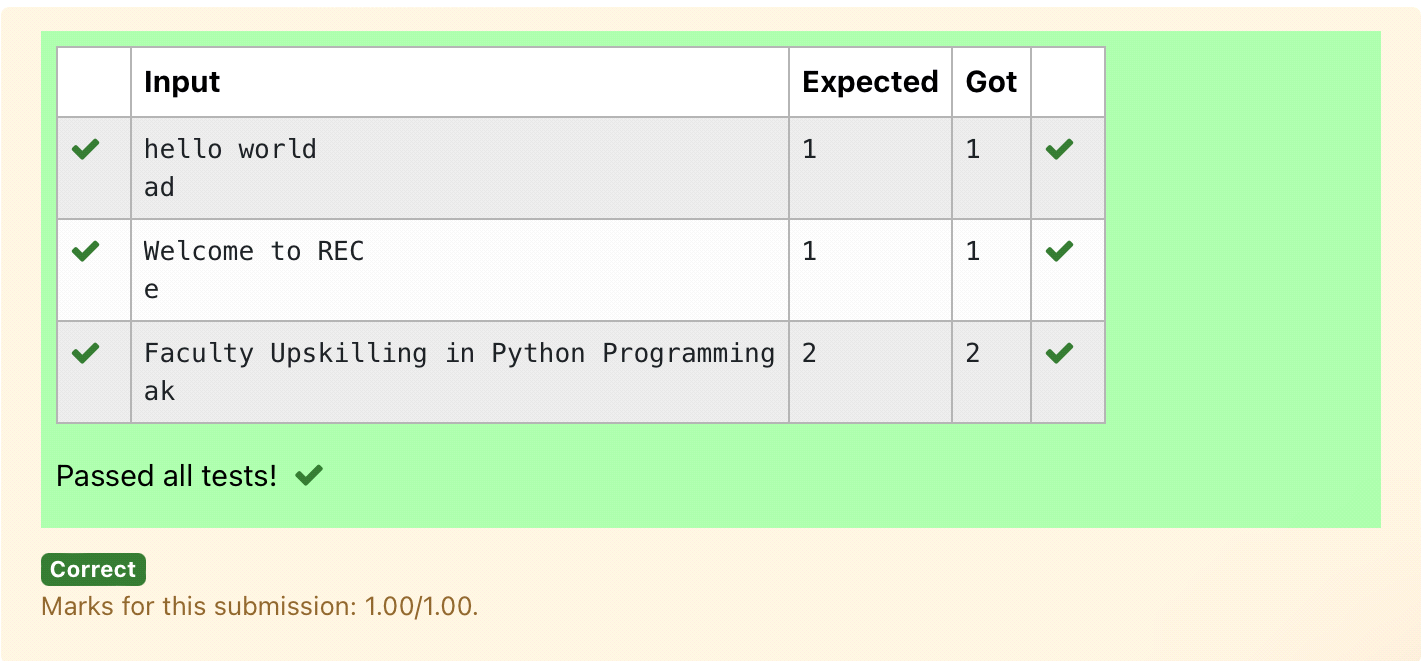 Input Expected Got
hello world 1 1
ad
Welcome to REC 1 1
e
Faculty Upskilling in Python Programming 2 2
ak
Passed all tests!
Correct
Marks for this submission: 1.00/1.00.